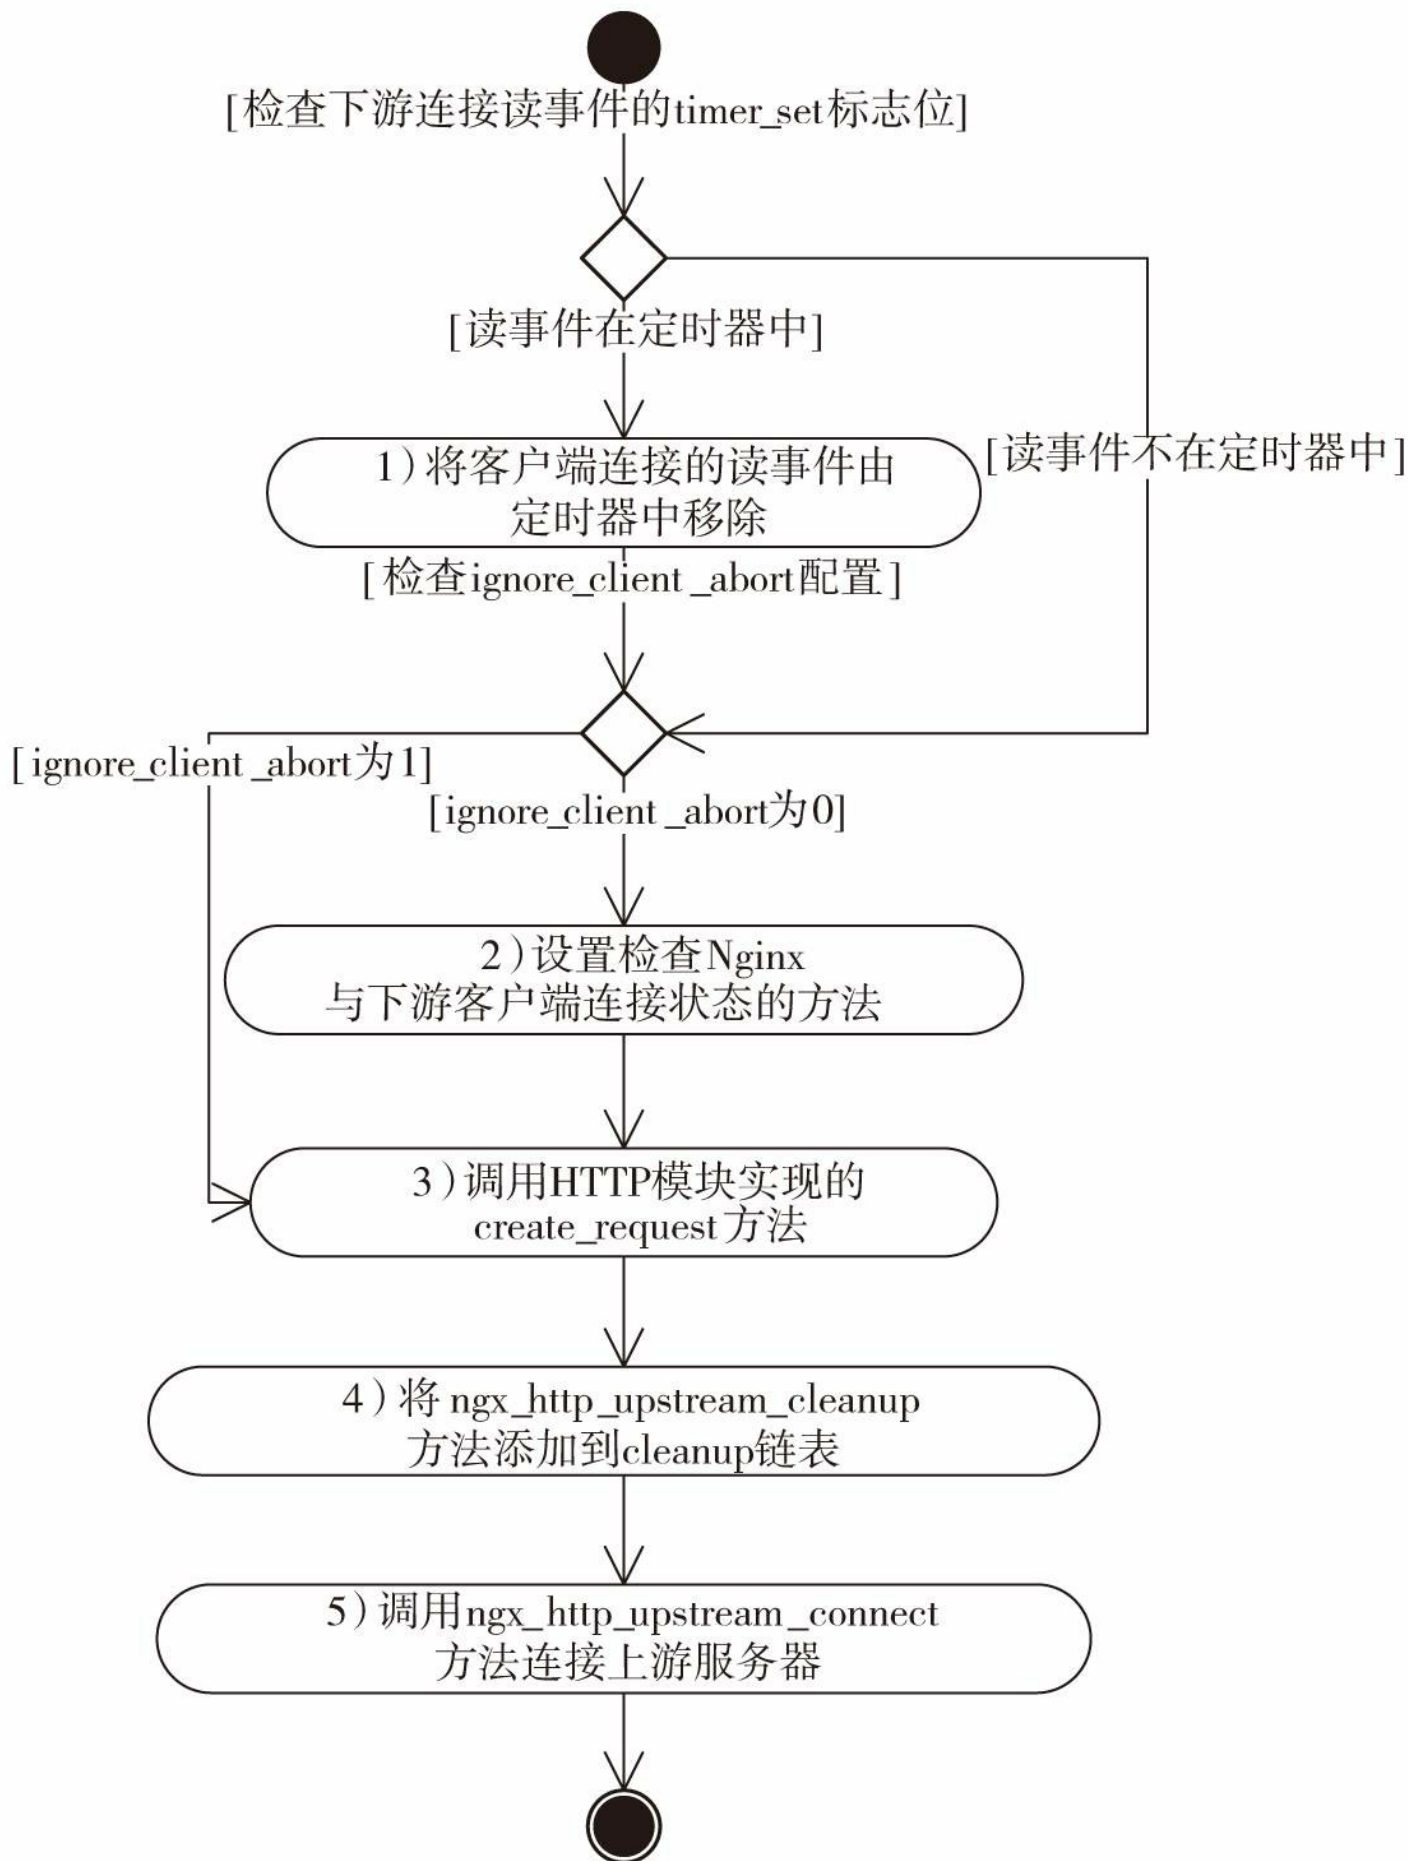 [检查下游连接读事件的timer_set标志位]
[读事件在定时器中]
1)将客户端连接的读事件由
定时器中移除
[读事件不在定时器中]
[检查ignore_client_abort配置]
[ignore_client_abort为1]
[ignore_client_abort为0]
2)设置检查Nginx
与下游客户端连接状态的方法
3)调用HTTP模块实现的
create_request方法
4)将ngx_http_upstream_cleanup
方法添加到cleanup链表
5)调用ngx_http_upstream_connect
方法连接上游服务器